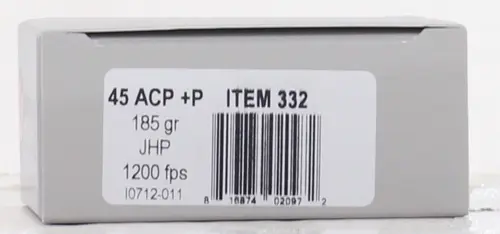 45 ACP +P ITEM 332
185 gr
JHP
1200 fps
I0712-011
8 16874 02097 2